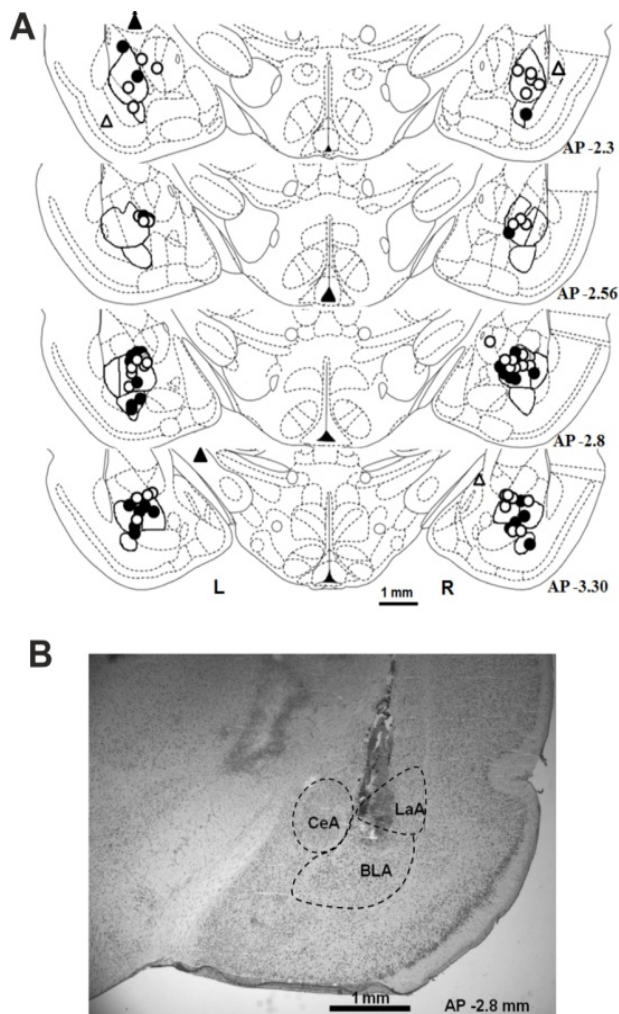 A
AP -2.3
AP -2.56
AP -2.8
AP -3.30
L
R
1 mm
B
CeA
LaA
BLA
1 mm
AP -2.8 mm